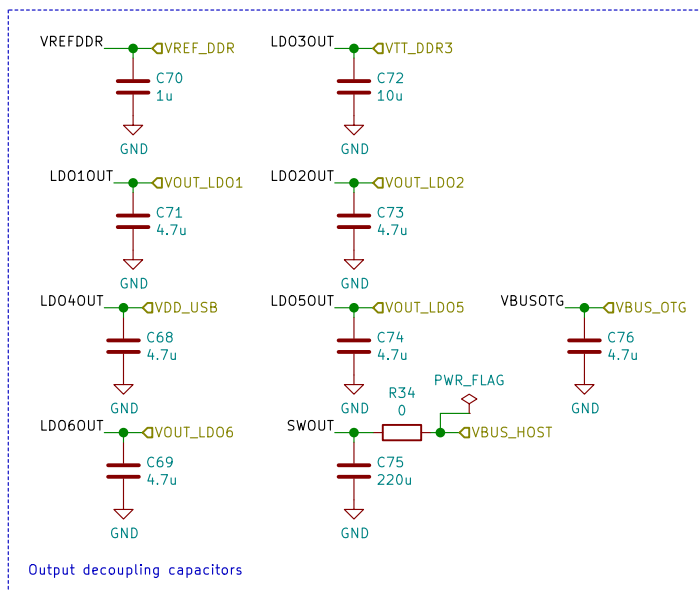 VREFDDR
VREF_DDR
C70
1u
GND
LDO3OUT
VTT_DDR3
C72
10u
GND
LDO1OUT
VOUT_LDO1
C71
4.7u
GND
LDO2OUT
VOUT_LDO2
C73
4.7u
GND
LDO4OUT
VDD_USB
C68
4.7u
GND
LDO5OUT
VOUT_LDO5
C74
4.7u
GND
VBUSOTG
VBUS_OTG
C76
4.7u
GND
LDO6OUT
VOUT_LDO6
C69
4.7u
GND
SWOUT
R34
0
PWR_FLAG
VBUS_HOST
C75
220u
GND
Output decoupling capacitors